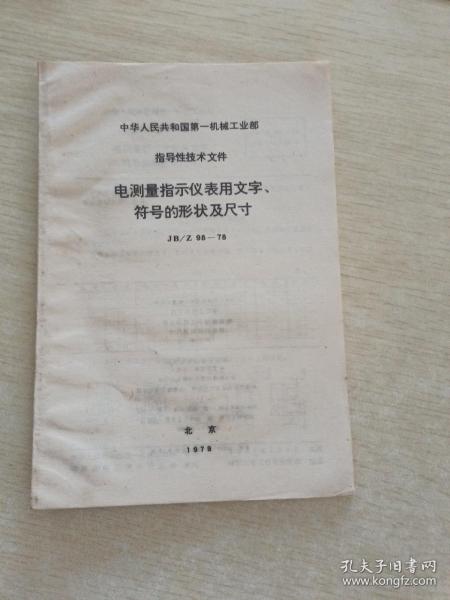 中华人民共和国第一机械工业部
指导性技术文件
电测量指示仪表用文字、
符号的形状及尺寸
JB/Z 98—78
北京
1978
孔夫子旧书网
www.kongfz.com